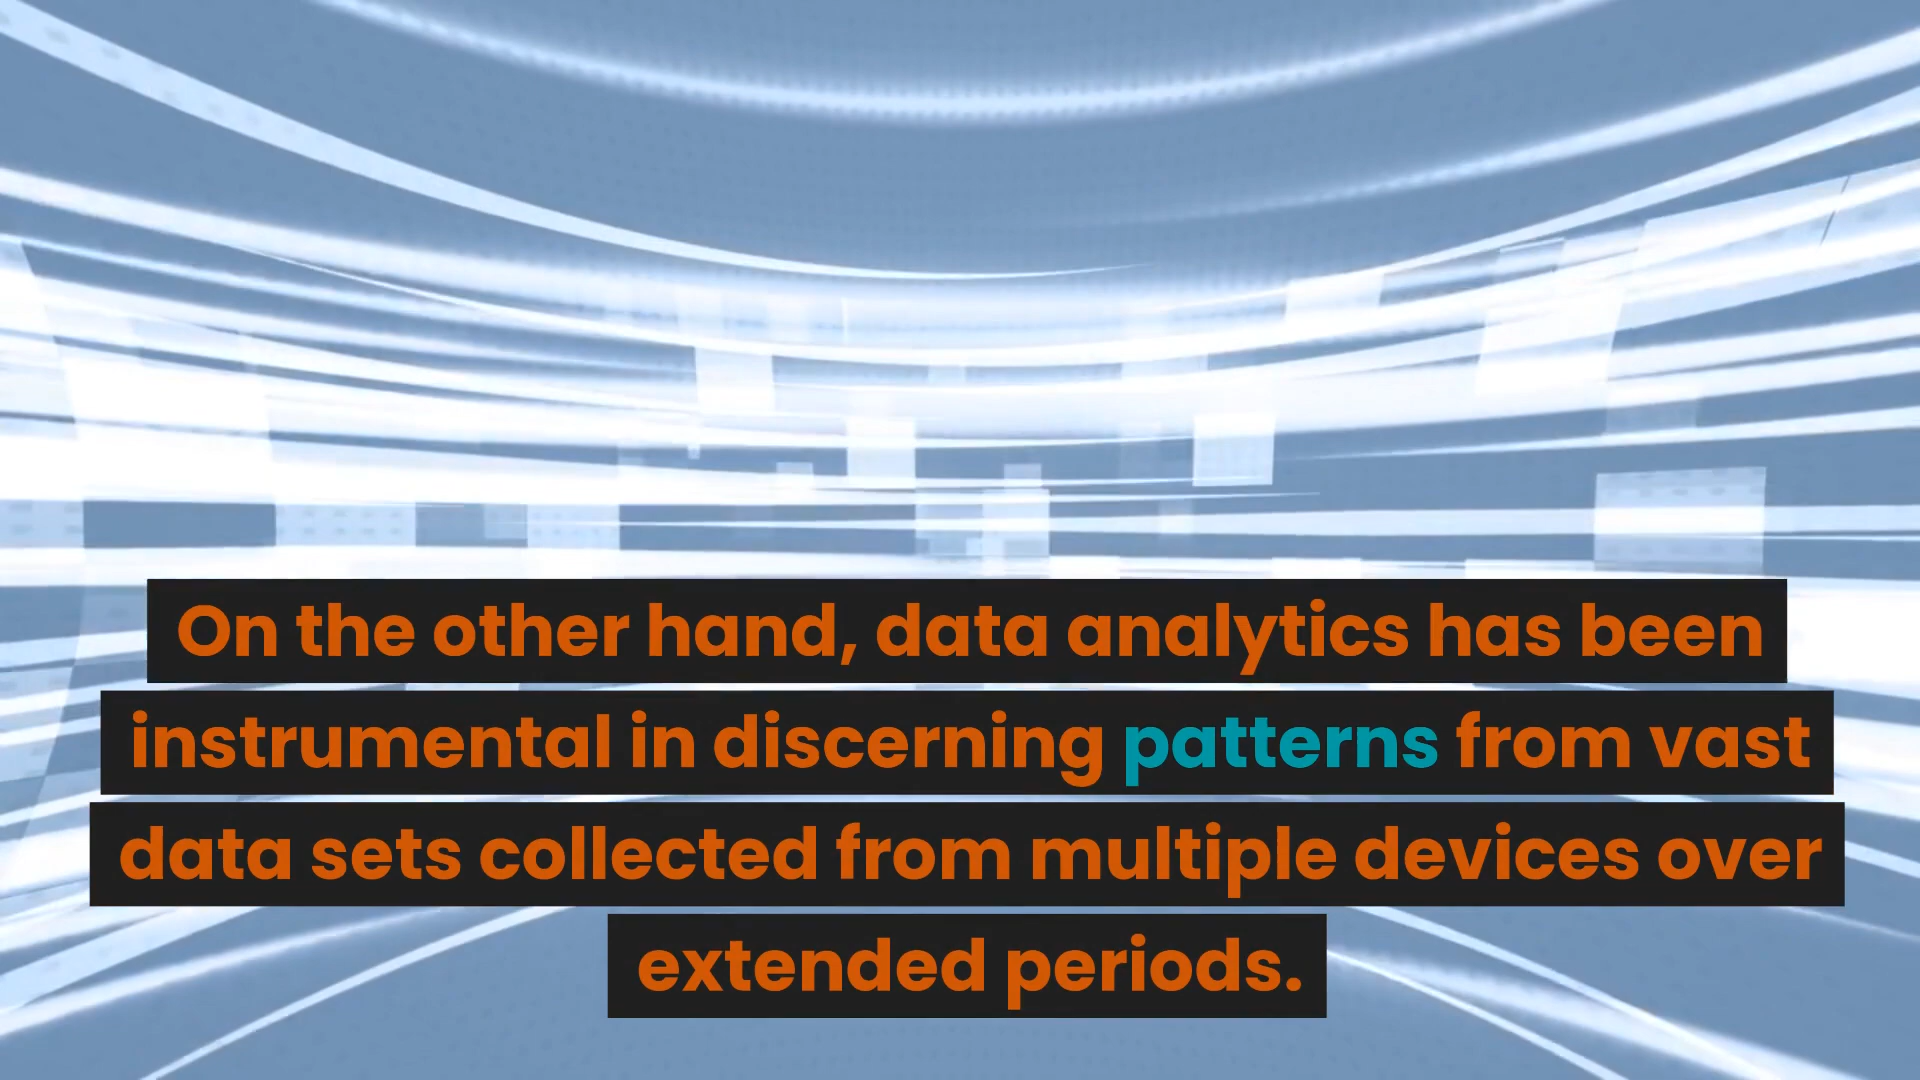 On the other hand, data analytics has been
instrumental in discerning patterns from vast
data sets collected from multiple devices over
extended periods.